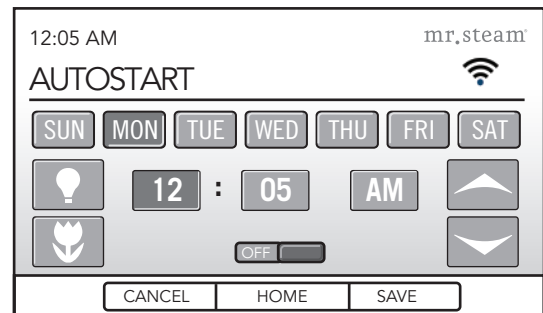 12:05 AM mr.steam®
AUTOSTART
SUN MON TUE WED THU FRI SAT
12 : 05 AM
OFF
CANCEL HOME SAVE